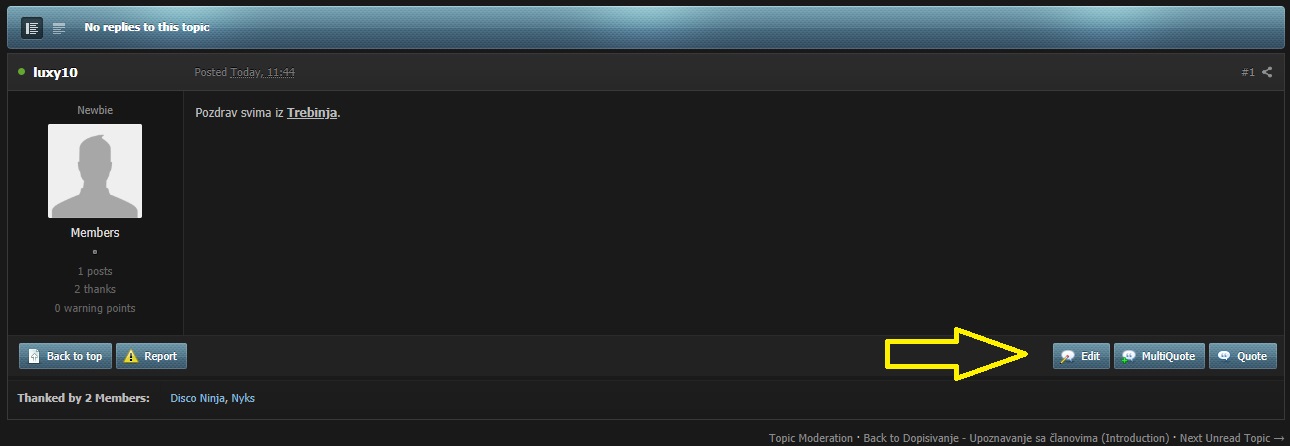 No replies to this topic
luxy10
Posted Today, 11:44
#1
Newbie
Pozdrav svima iz Trebinja.
Members
1 posts
2 thanks
0 warning points
Back to top
Report
Edit
MultiQuote
Quote
Thanked by 2 Members:
Disco Ninja, Nyks
Topic Moderation · Back to Dopisivanje - Upoznavanje sa članovima (Introduction) · Next Unread Topic →